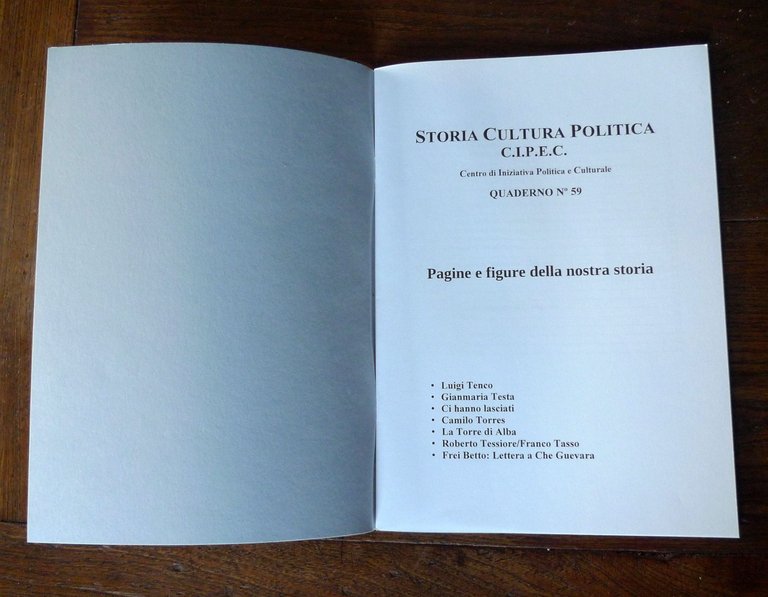 STORIA CULTURA POLITICA
C.I.P.E.C.
Centro di Iniziativa Politica e Culturale
QUADERNO Nº 59
Pagine e figure della nostra storia
• Luigi Tenco
• Gianmaria Testa
• Ci hanno lasciati
• Camilo Torres
• La Torre di Alba
• Roberto Tessiore/Franco Tasso
• Frei Betto: Lettera a Che Guevara